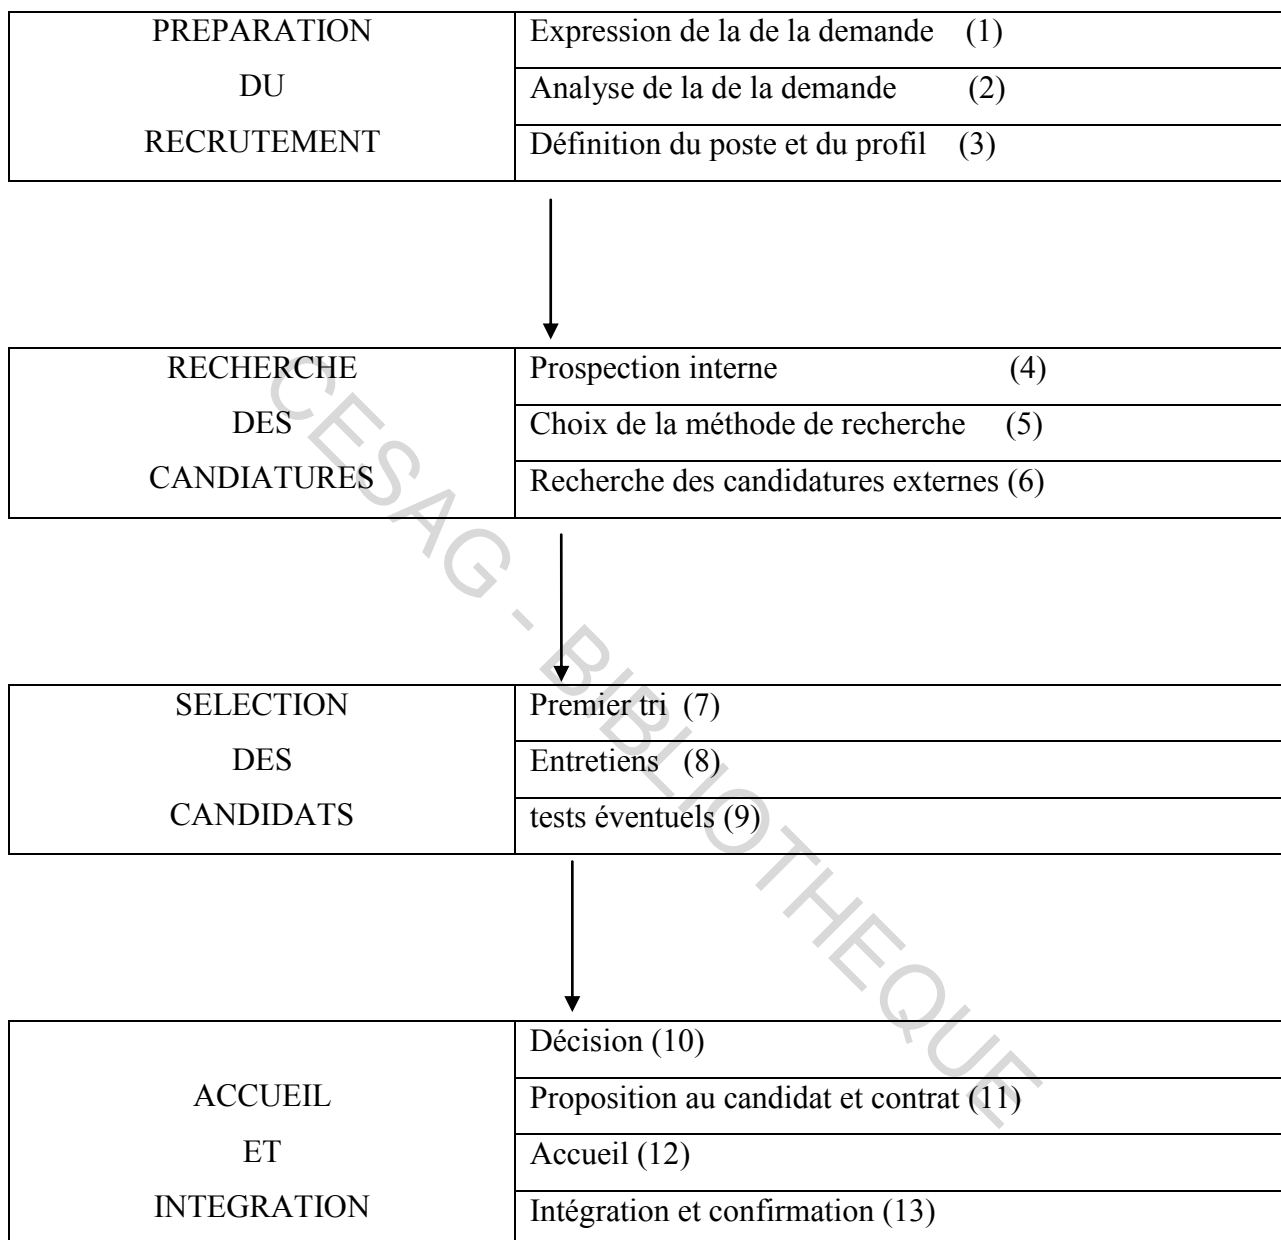 PREPARATION
DU
RECRUTEMENT
Expression de la de la demande (1)
Analyse de la de la demande (2)
Définition du poste et du profil (3)
RECHERCHE
DES
CANDIATURES
Prospection interne (4)
Choix de la méthode de recherche (5)
Recherche des candidatures externes (6)
SELECTION
DES
CANDIDATS
Premier tri (7)
Entretiens (8)
tests éventuels (9)
ACCUEIL
ET
INTEGRATION
Décision (10)
Proposition au candidat et contrat (11)
Accueil (12)
Intégration et confirmation (13)
CESAG - BIBLIOTHEQUE